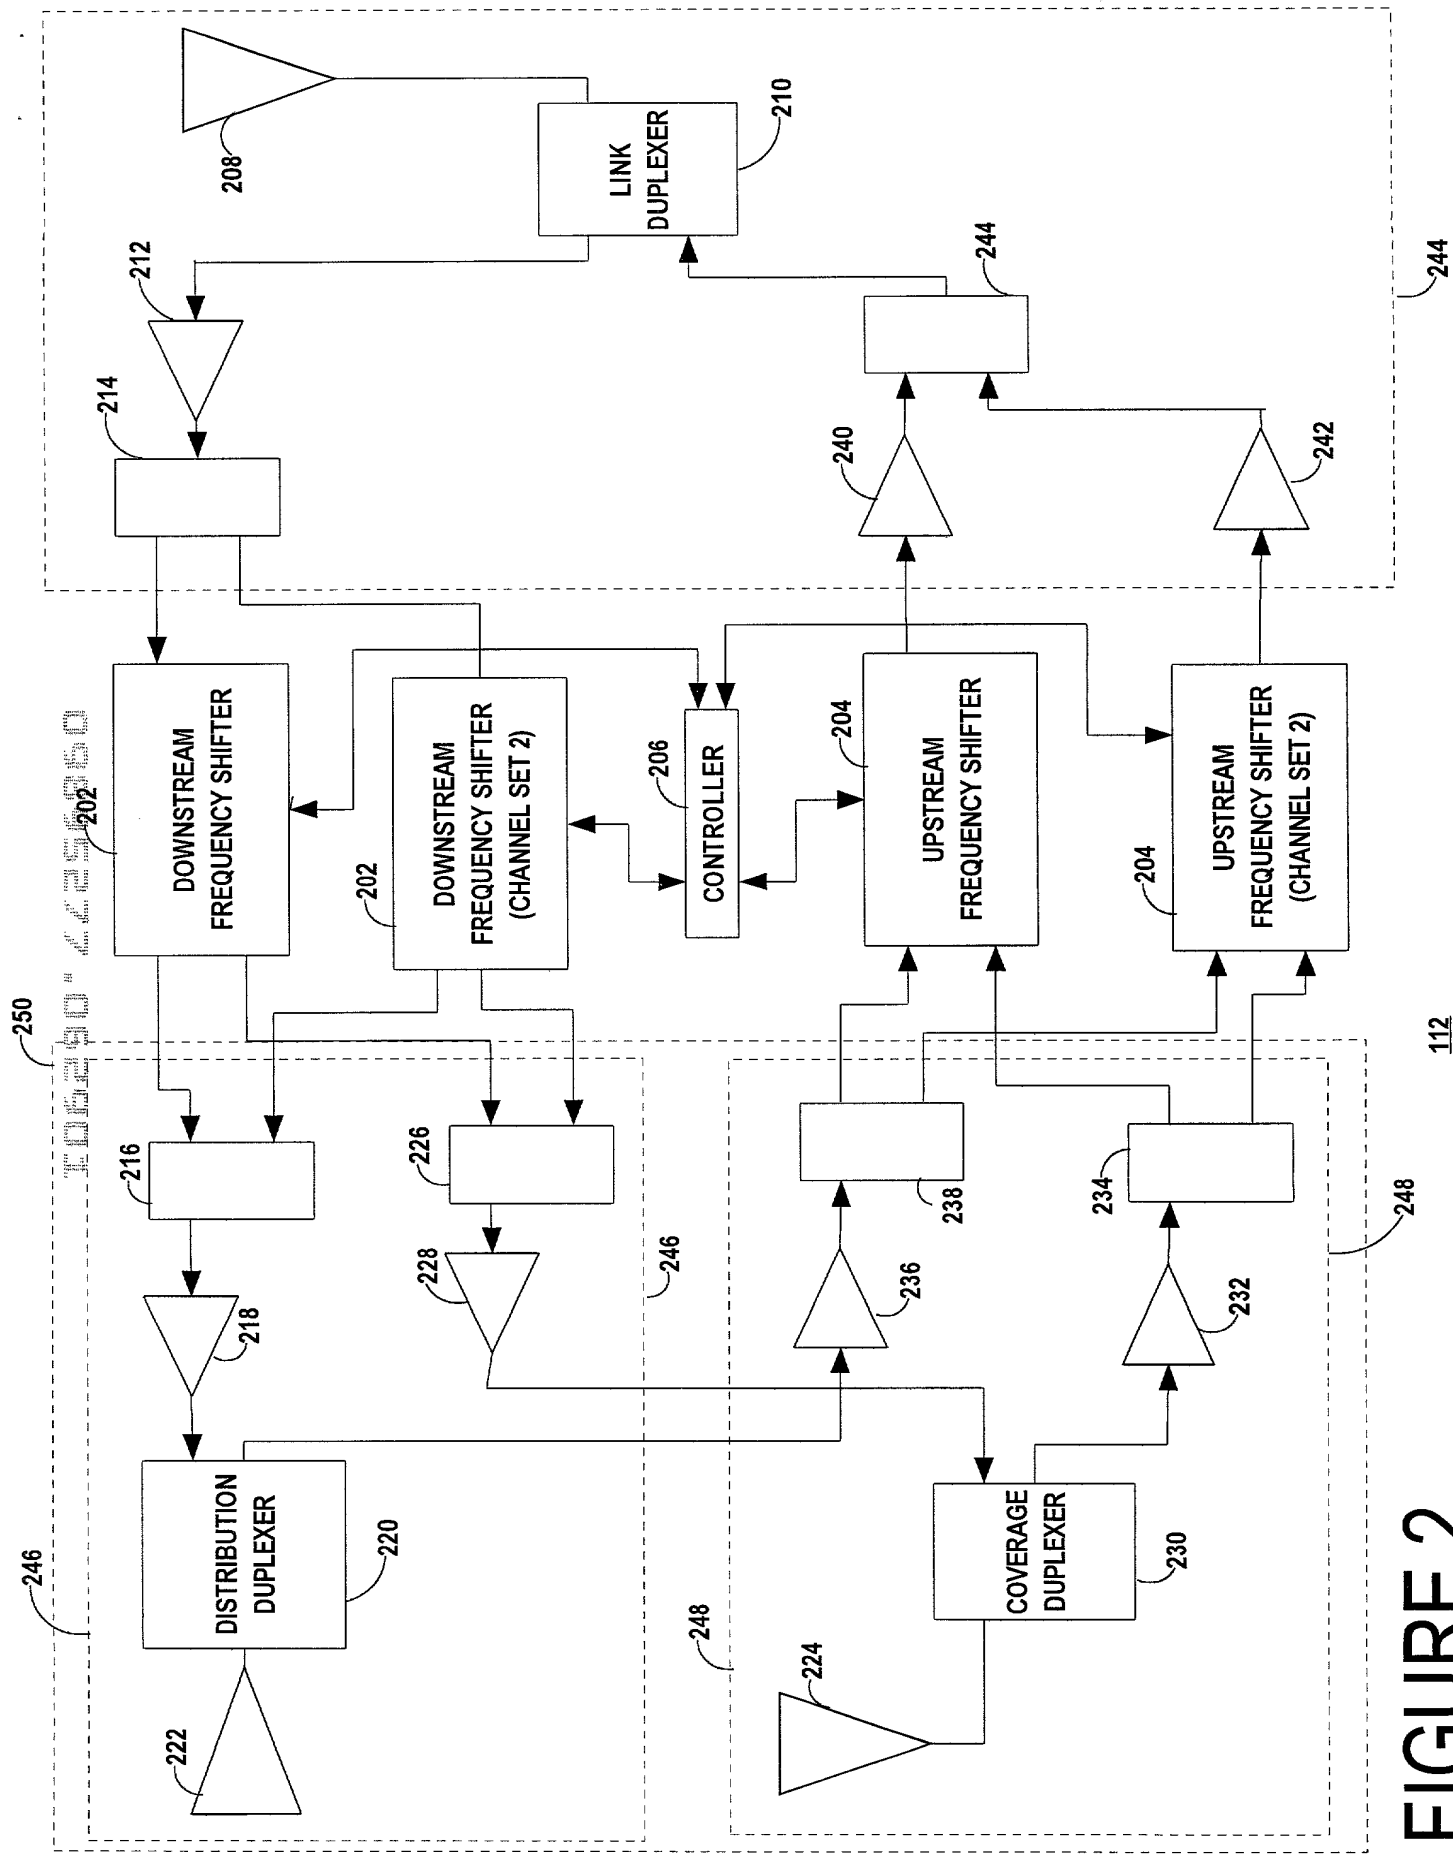 250
246
202
214
216
212
222
DOWNSTREAM
FREQUENCY SHIFTER
208
218
DISTRIBUTION
DUPLEXER
202
220
226
228
DOWNSTREAM
FREQUENCY SHIFTER
(CHANNEL SET 2)
LINK
DUPLEXER
246
206
248
CONTROLLER
210
224
204
240
236
238
UPSTREAM
FREQUENCY SHIFTER
244
COVERAGE
DUPLEXER
234
204
230
232
UPSTREAM
FREQUENCY SHIFTER
(CHANNEL SET 2)
242
248
244
112
FIGURE 2